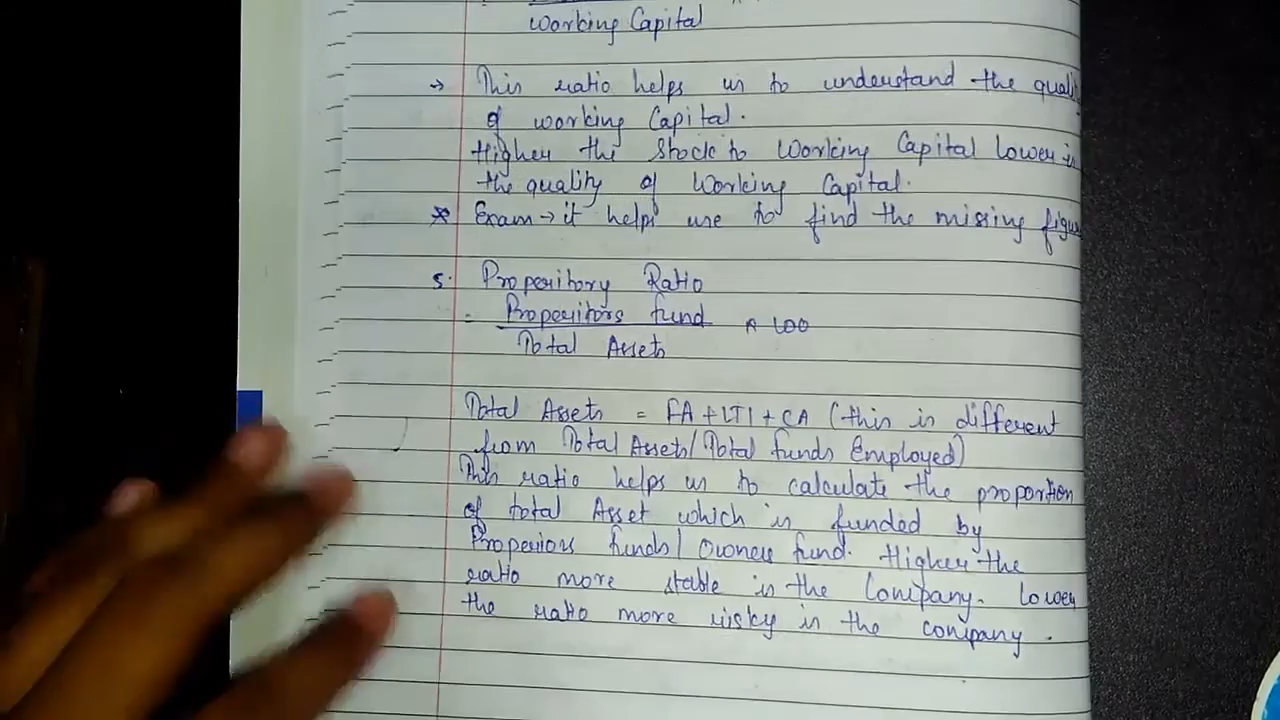 Working Capital
→ This ratio helps us to understand the quali
of working Capital.
Higher the Stock to Working Capital lower is
the quality of Working Capital.
* Exam → it helps use to find the missing figu
5. Properitory Ratio
= Properitors fund × 100
Total Assets
Total Assets = FA + LTI + CA (this is different
from Total Assets/Total funds Employed)
This ratio helps us to calculate the proportion
of total Asset which is funded by
Properiors funds/Owners fund. Higher the
ratio more stable is the Company. Lower
the ratio more risky is the company.